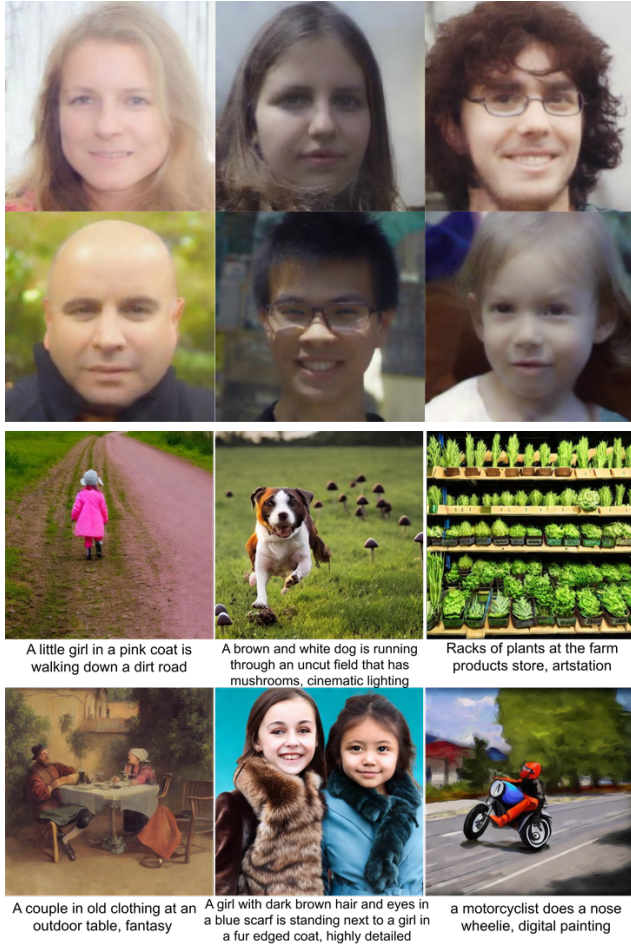 A little girl in a pink coat is
walking down a dirt road
A brown and white dog is running
through an uncut field that has
mushrooms, cinematic lighting
Racks of plants at the farm
products store, artstation
A couple in old clothing at an
outdoor table, fantasy
A girl with dark brown hair and eyes
in a blue scarf is standing next to a girl in
a fur edged coat, highly detailed
a motorcyclist does a nose
wheelie, digital painting